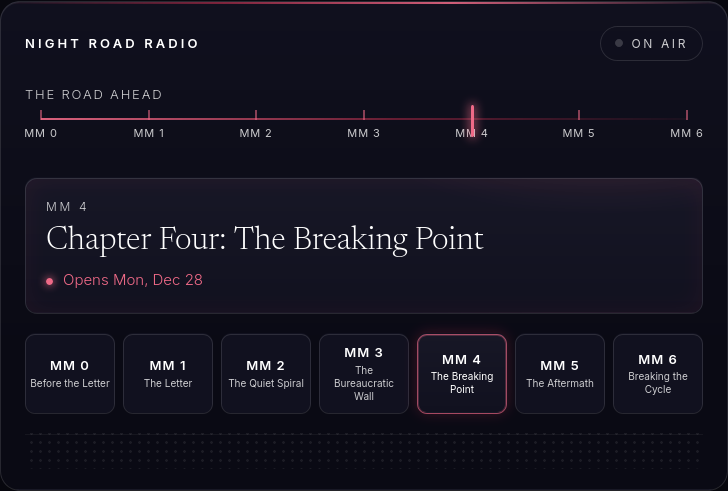 NIGHT ROAD RADIO
ON AIR
THE ROAD AHEAD
MM 0 MM 1 MM 2 MM 3 MM 4 MM 5 MM 6
MM 4
Chapter Four: The Breaking Point
Opens Mon, Dec 28
MM 0
Before the Letter
MM 1
The Letter
MM 2
The Quiet Spiral
MM 3
The
Bureaucratic
Wall
MM 4
The Breaking
Point
MM 5
The Aftermath
MM 6
Breaking the
Cycle